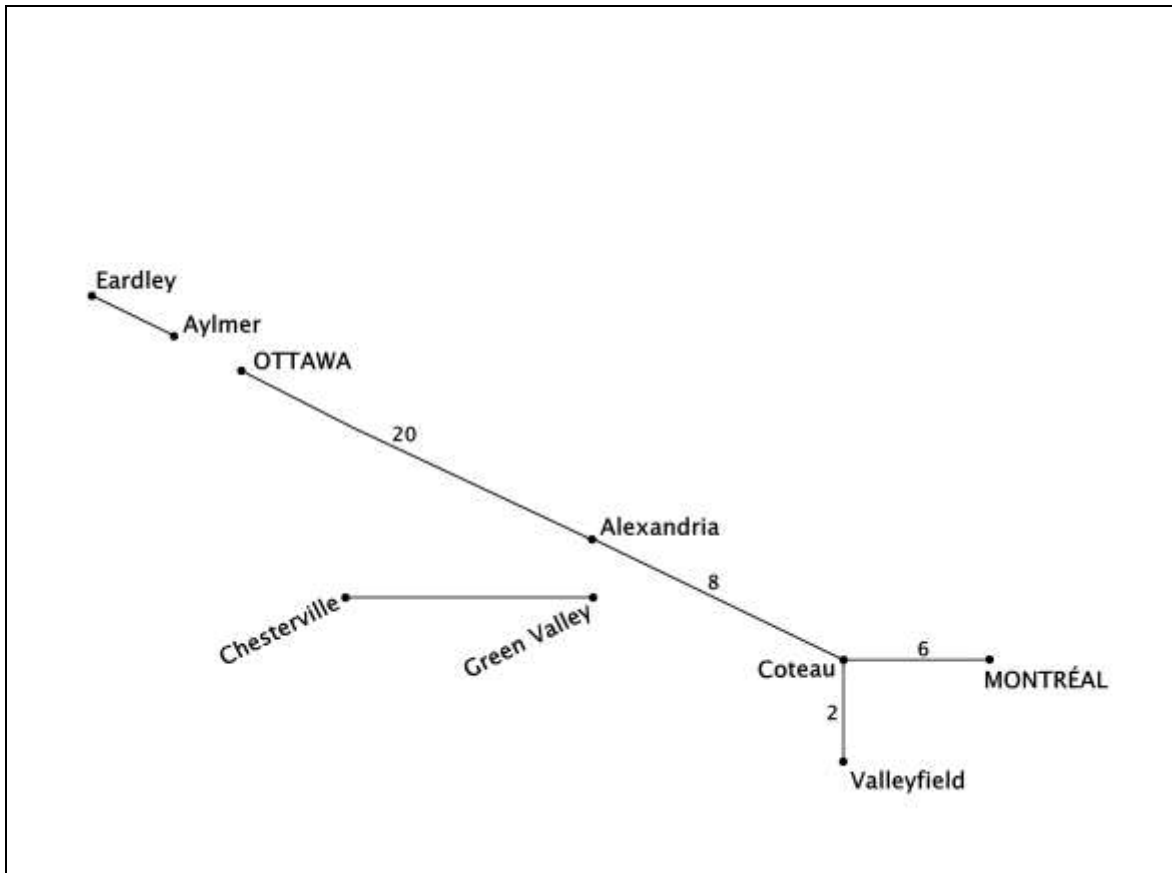 Eardley
Aylmer
OTTAWA
20
Alexandria
8
Chesterville
Green Valley
Coteau
6
MONTRÉAL
2
Valleyfield